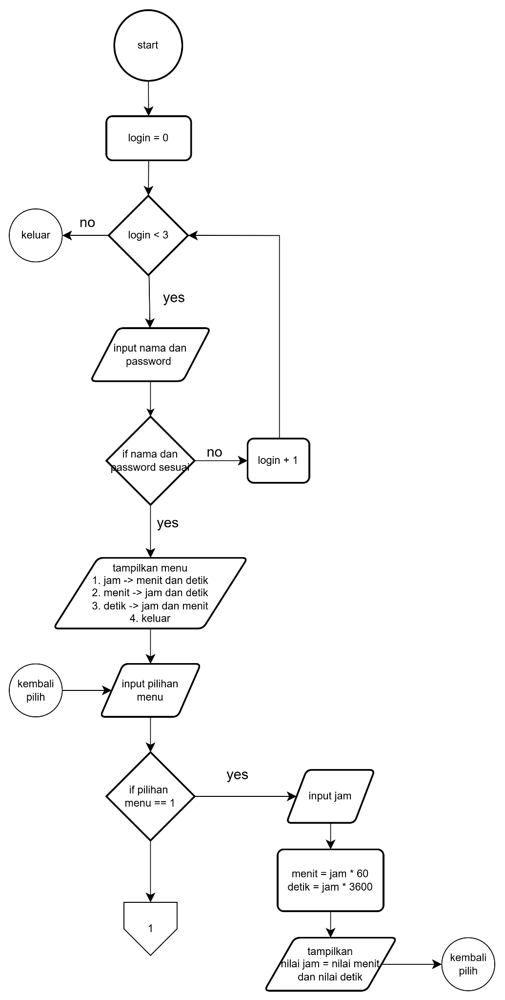 start
login = 0
no
keluar
login < 3
yes
input nama dan
password
if nama dan
password sesuai
no
login + 1
yes
tampilkan menu
1. jam -> menit dan detik
2. menit -> jam dan detik
3. detik -> jam dan menit
4. keluar
kembali
pilih
input pilihan
menu
if pilihan
menu == 1
yes
input jam
menit = jam * 60
detik = jam * 3600
1
tampilkan
nilai jam = nilai menit
dan nilai detik
kembali
pilih